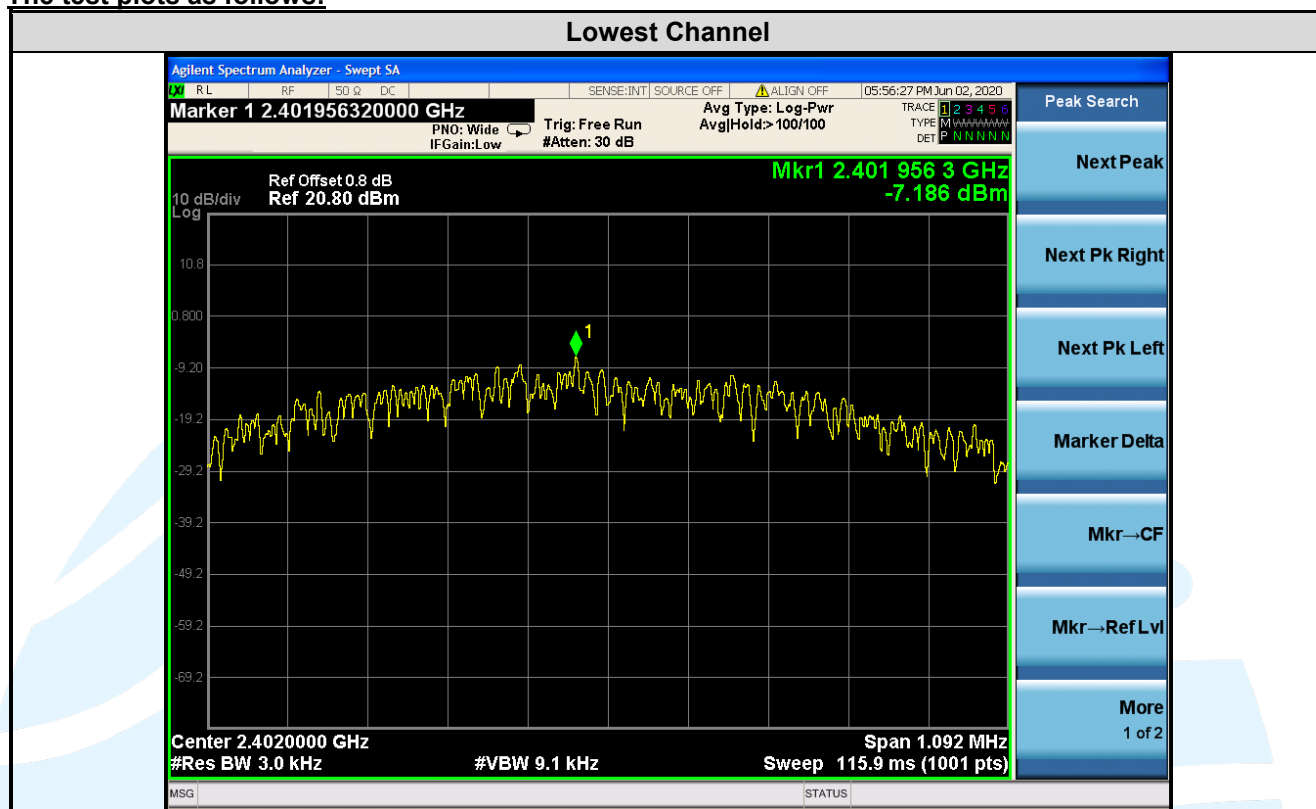 The test plots as follows:
Lowest Channel
Agilent Spectrum Analyzer - Swept SA
LXI RL RF 50 Ω DC SENSE:INT SOURCE OFF ALIGN OFF 05:56:27 PM Jun 02, 2020
Marker 1 2.401956320000 GHz
PNO: Wide
IFGain:Low
Trig: Free Run
#Atten: 30 dB
Avg Type: Log-Pwr
Avg|Hold:> 100/100
TRACE 1 2 3 4 5 6
TYPE M WWWWW
DET P N N N N N
Peak Search
Mkr1 2.401 956 3 GHz
-7.186 dBm
Ref Offset 0.8 dB
10 dB/div Ref 20.80 dBm
Log
10.8
0.800
-9.20
-19.2
-29.2
-39.2
-49.2
-59.2
-69.2
1
Center 2.4020000 GHz Span 1.092 MHz
#Res BW 3.0 kHz #VBW 9.1 kHz Sweep 115.9 ms (1001 pts)
MSG STATUS
Next Peak
Next Pk Right
Next Pk Left
Marker Delta
Mkr→CF
Mkr→Ref Lvl
More
1 of 2